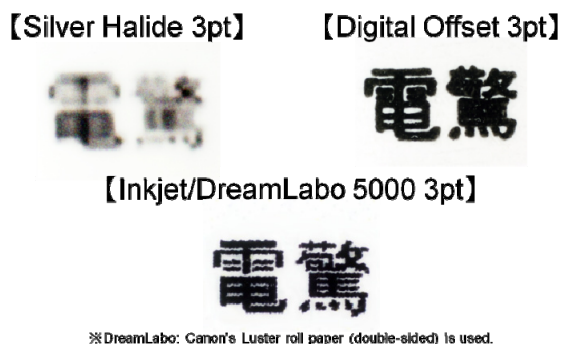 【Silver Halide 3pt】
電驚
【Digital Offset 3pt】
電驚
【Inkjet/DreamLabo 5000 3pt】
電驚
※DreamLabo: Canon's Luster roll paper (double-sided) is used.